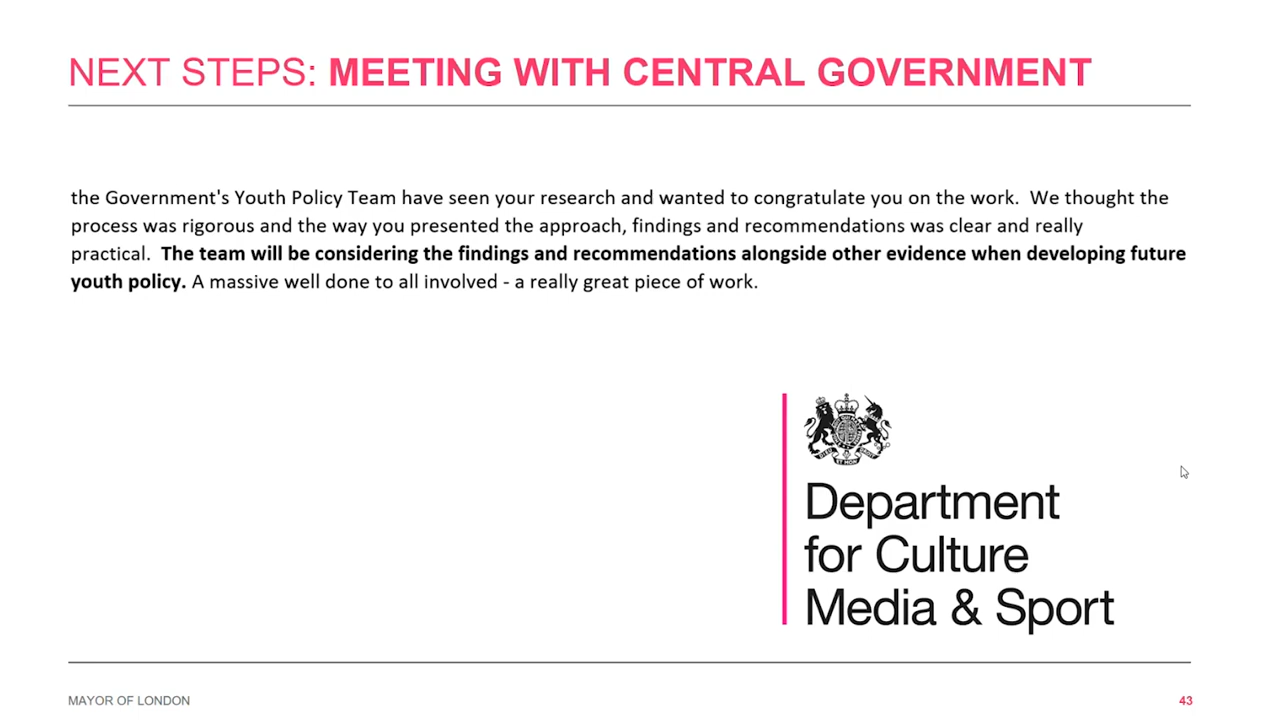 NEXT STEPS: MEETING WITH CENTRAL GOVERNMENT
the Government's Youth Policy Team have seen your research and wanted to congratulate you on the work.  We thought the
process was rigorous and the way you presented the approach, findings and recommendations was clear and really
practical.  The team will be considering the findings and recommendations alongside other evidence when developing future
youth policy. A massive well done to all involved - a really great piece of work.
Department
for Culture
Media & Sport
MAYOR OF LONDON
43